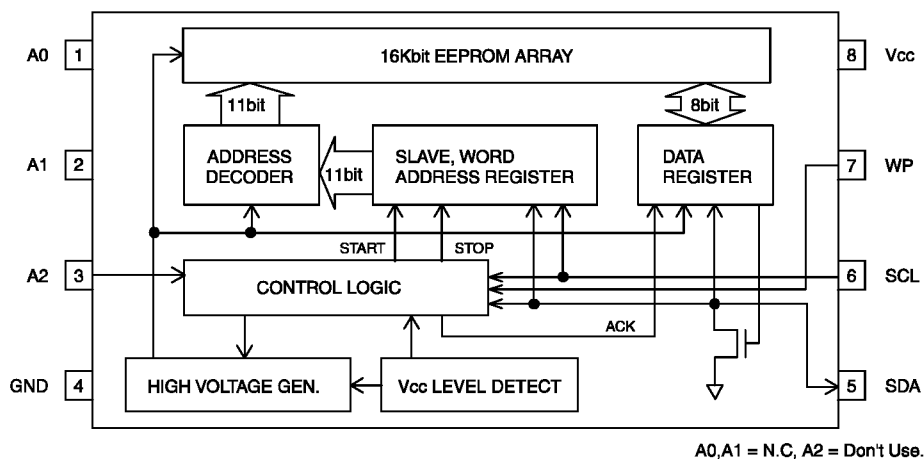 A0 1
16Kbit EEPROM ARRAY
8 Vcc
11bit
8bit
A1 2
ADDRESS
DECODER
11bit
SLAVE, WORD
ADDRESS REGISTER
DATA
REGISTER
7 WP
START
STOP
A2 3
CONTROL LOGIC
6 SCL
ACK
GND 4
HIGH VOLTAGE GEN.
Vcc LEVEL DETECT
5 SDA
A0,A1 = N.C, A2 = Don't Use.